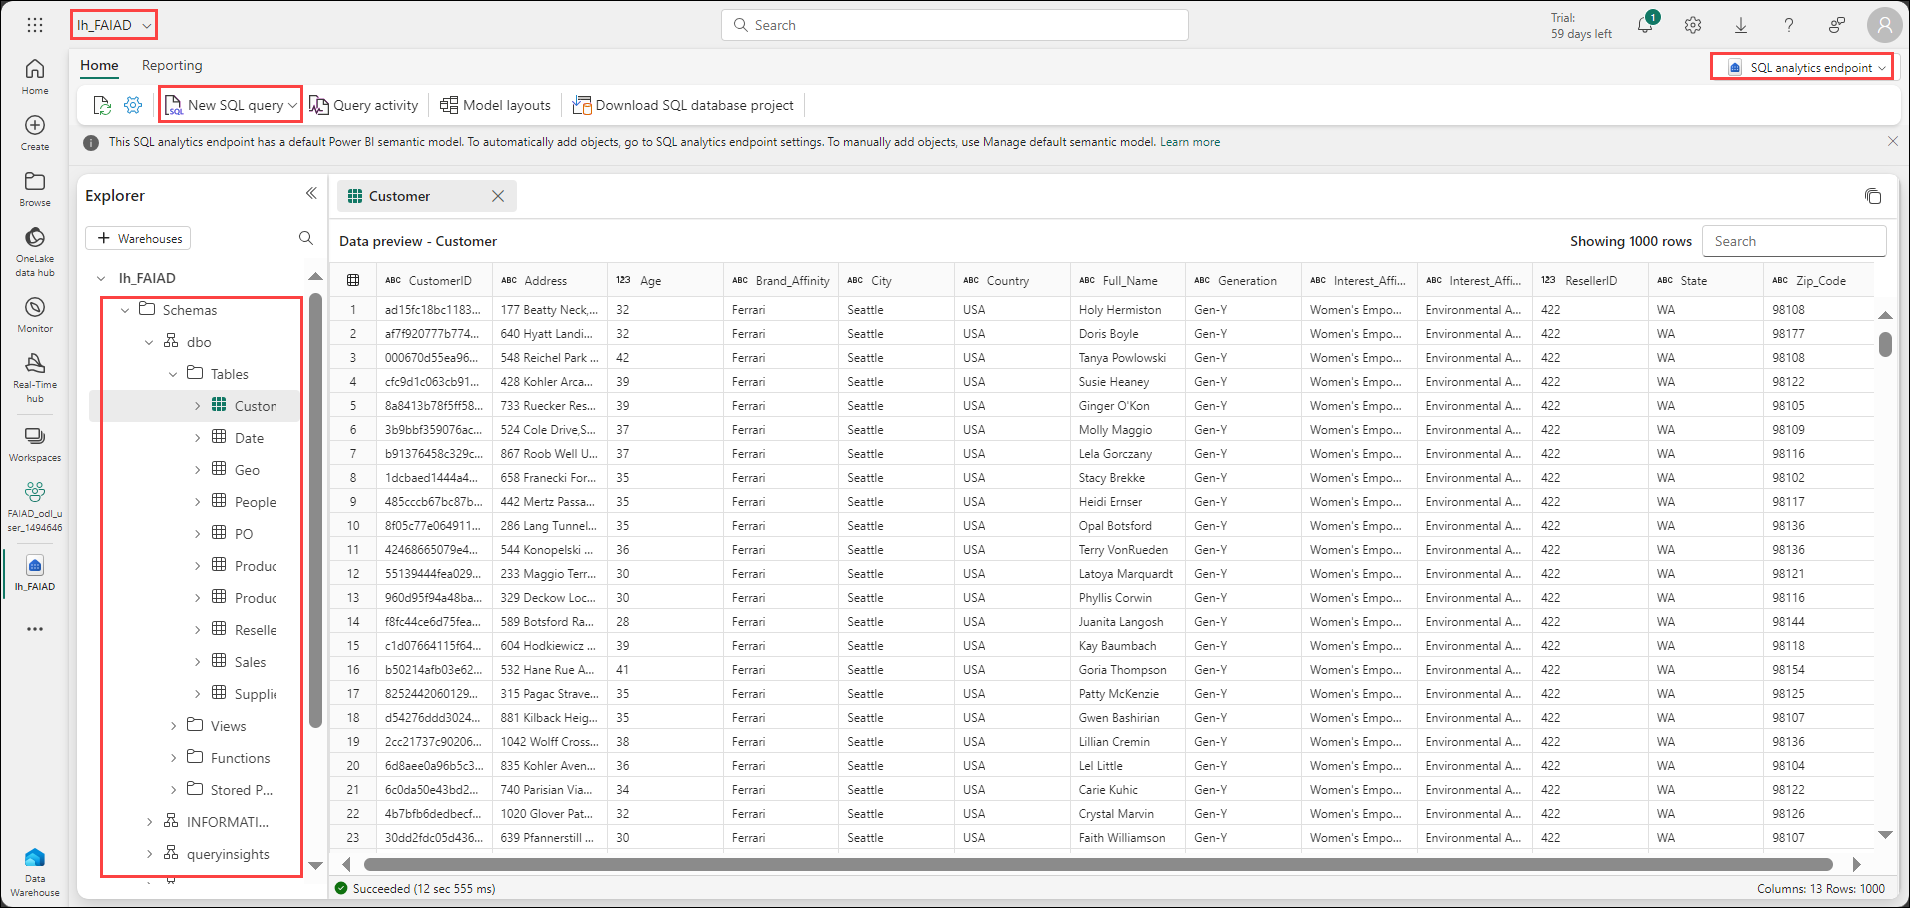 lh_FAIAD
Search
Trial:
59 days left
1
Home
Reporting
SQL analytics endpoint
New SQL query
Query activity
Model layouts
Download SQL database project
This SQL analytics endpoint has a default Power BI semantic model. To automatically add objects, go to SQL analytics endpoint settings. To manually add objects, use Manage default semantic model. Learn more
Home
Create
Browse
OneLake
data hub
Monitor
Real-Time
hub
Workspaces
FAIAD_odl_u
ser_1494646
lh_FAIAD
Data
Warehouse
Explorer
Warehouses
lh_FAIAD
Schemas
dbo
Tables
Custor
Date
Geo
People
PO
Produc
Produc
Reselle
Sales
Supplie
Views
Functions
Stored P...
INFORMATI...
queryinsights
Customer
Data preview - Customer
Showing 1000 rows
Search
ABC CustomerID ABC Address 123 Age ABC Brand_Affinity ABC City ABC Country ABC Full_Name ABC Generation ABC Interest_Affi... ABC Interest_Affi... 123 ResellerID ABC State ABC Zip_Code
1 ad15fc18bc1183... 177 Beatty Neck,... 32 Ferrari Seattle USA Holy Hermiston Gen-Y Women's Empo... Environmental A... 422 WA 98108
2 af7f920777b774... 640 Hyatt Landi... 32 Ferrari Seattle USA Doris Boyle Gen-Y Women's Empo... Environmental A... 422 WA 98177
3 000670d55ea96... 548 Reichel Park ... 42 Ferrari Seattle USA Tanya Powlowski Gen-Y Women's Empo... Environmental A... 422 WA 98108
4 cfc9d1c063cb91... 428 Kohler Arca... 39 Ferrari Seattle USA Susie Heaney Gen-Y Women's Empo... Environmental A... 422 WA 98122
5 8a8413b78f5ff58... 733 Ruecker Res... 39 Ferrari Seattle USA Ginger O'Kon Gen-Y Women's Empo... Environmental A... 422 WA 98105
6 3b9bbf359076ac... 524 Cole Drive,S... 37 Ferrari Seattle USA Molly Maggio Gen-Y Women's Empo... Environmental A... 422 WA 98109
7 b91376458c329c... 867 Roob Well U... 37 Ferrari Seattle USA Lela Gorczany Gen-Y Women's Empo... Environmental A... 422 WA 98116
8 1dcbaed1444a4... 658 Franecki For... 35 Ferrari Seattle USA Stacy Brekke Gen-Y Women's Empo... Environmental A... 422 WA 98102
9 485cccb67bc87b... 442 Mertz Passa... 35 Ferrari Seattle USA Heidi Ernser Gen-Y Women's Empo... Environmental A... 422 WA 98117
10 8f05c77e064911... 286 Lang Tunnel... 35 Ferrari Seattle USA Opal Botsford Gen-Y Women's Empo... Environmental A... 422 WA 98136
11 42468665079e4... 544 Konopelski ... 36 Ferrari Seattle USA Terry VonRueden Gen-Y Women's Empo... Environmental A... 422 WA 98136
12 55139444fea029... 233 Maggio Terr... 30 Ferrari Seattle USA Latoya Marquardt Gen-Y Women's Empo... Environmental A... 422 WA 98121
13 960d95f94a48ba... 329 Deckow Loc... 30 Ferrari Seattle USA Phyllis Corwin Gen-Y Women's Empo... Environmental A... 422 WA 98116
14 f8fc44ce6d75fea... 589 Botsford Ra... 28 Ferrari Seattle USA Juanita Langosh Gen-Y Women's Empo... Environmental A... 422 WA 98144
15 c1d07664115f64... 604 Hodkiewicz ... 39 Ferrari Seattle USA Kay Baumbach Gen-Y Women's Empo... Environmental A... 422 WA 98118
16 b50214afb03e62... 532 Hane Rue A... 41 Ferrari Seattle USA Goria Thompson Gen-Y Women's Empo... Environmental A... 422 WA 98154
17 8252442060129... 315 Pagac Strave... 35 Ferrari Seattle USA Patty McKenzie Gen-Y Women's Empo... Environmental A... 422 WA 98125
18 d54276ddd3024... 881 Kilback Heig... 35 Ferrari Seattle USA Gwen Bashirian Gen-Y Women's Empo... Environmental A... 422 WA 98107
19 2cc21737c90206... 1042 Wolff Cross... 38 Ferrari Seattle USA Lillian Cremin Gen-Y Women's Empo... Environmental A... 422 WA 98136
20 6d8aee0a96b5c3... 835 Kohler Aven... 36 Ferrari Seattle USA Lel Little Gen-Y Women's Empo... Environmental A... 422 WA 98104
21 6c0da50e43bd2... 740 Parisian Via... 34 Ferrari Seattle USA Carie Kuhic Gen-Y Women's Empo... Environmental A... 422 WA 98122
22 4b7bfb6dedbecf... 1020 Glover Pat... 32 Ferrari Seattle USA Crystal Marvin Gen-Y Women's Empo... Environmental A... 422 WA 98126
23 30dd2fdc05d436... 639 Pfannerstill ... 30 Ferrari Seattle USA Faith Williamson Gen-Y Women's Empo... Environmental A... 422 WA 98107
Succeeded (12 sec 555 ms)
Columns: 13 Rows: 1000